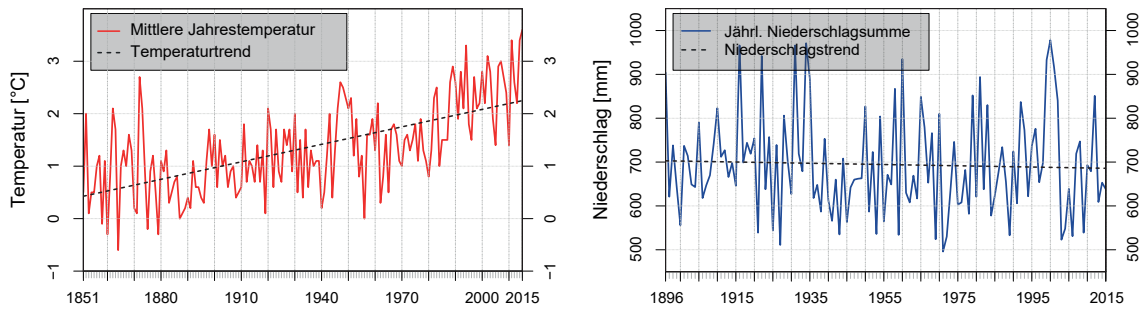 Mittlere Jahrestemperatur
Temperaturtrend
Temperatur [°C]
3
2
1
0
−1
3
2
1
0
−1
1851 1880 1910 1940 1970 2000 2015
Jährl. Niederschlagsumme
Niederschlagstrend
Niederschlag [mm]
1000
900
800
700
600
500
1000
900
800
700
600
500
1896 1915 1935 1955 1975 1995 2015